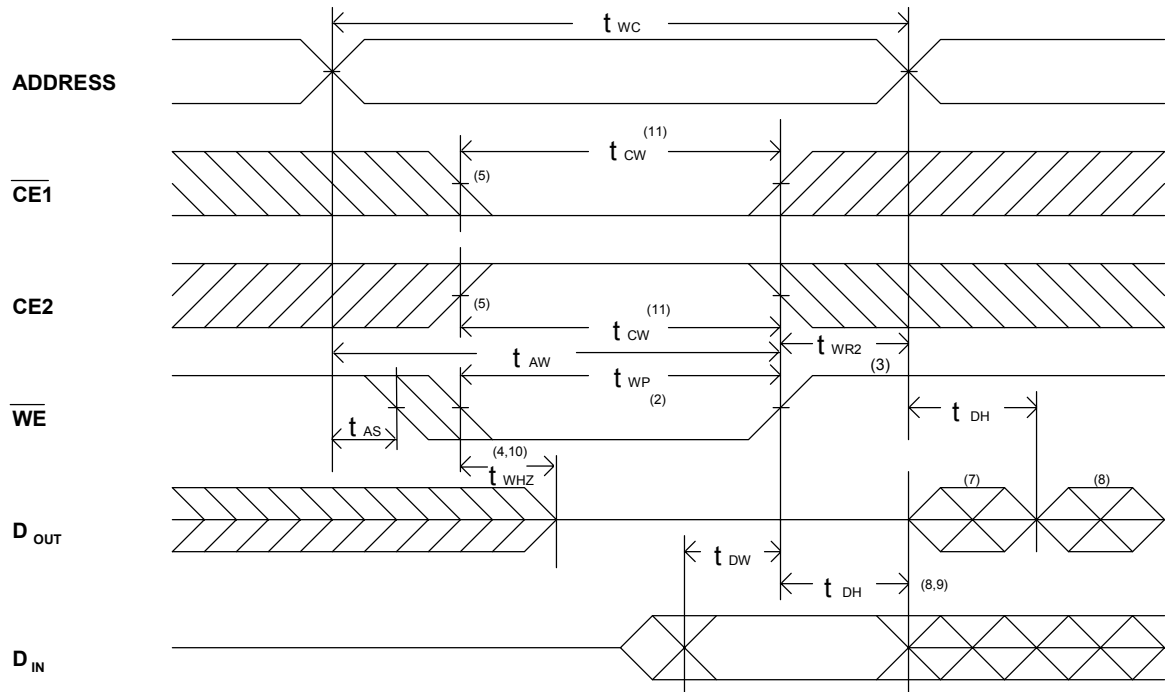 t WC
ADDRESS
(11)
t CW
CE1
(5)
CE2
(5)
(11)
t CW
t WR2
t AW
(3)
t WP
(2)
WE
t DH
t AS
(4,10)
t WHZ
(7)
(8)
D OUT
t DW
t DH
(8,9)
D IN